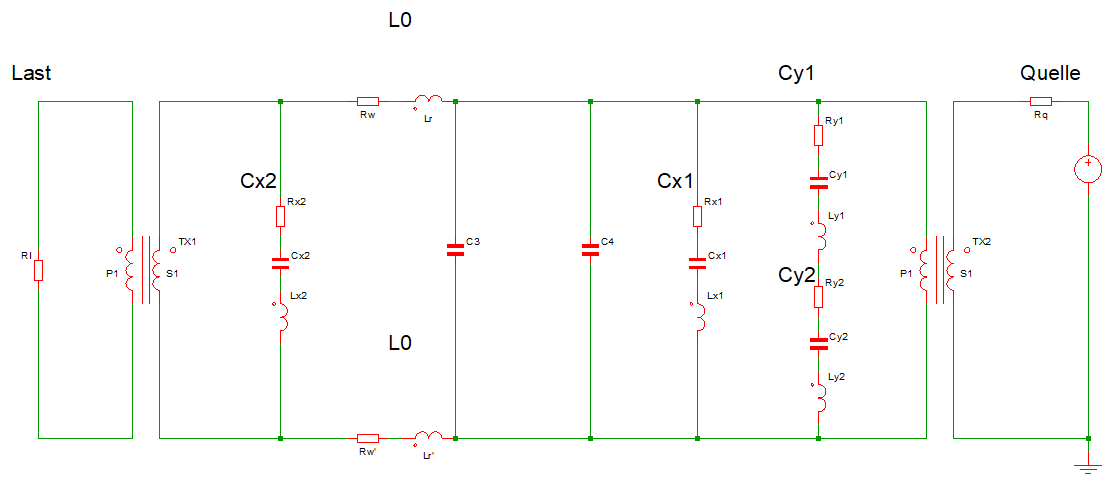 L0
Last
Cy1
Quelle
Rw
Lr
Rq
Ry1
Cx2
Cx1
Cy1
Rx2
Rx1
Ly1
TX1
C3
C4
TX2
Rl
Cx2
Cx1
P1
S1
Cy2
P1
S1
Ry2
Lx2
Lx1
L0
Cy2
Ly2
Rw'
Lr'